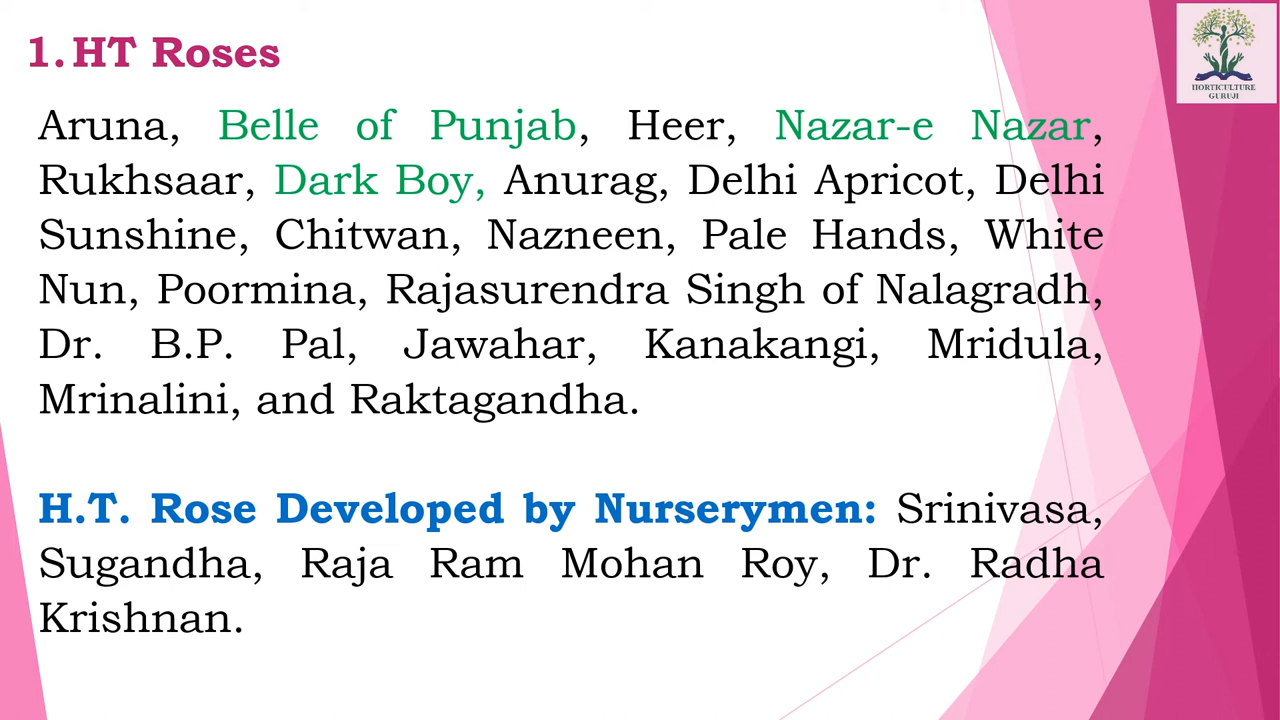 1. HT Roses
HORTICULTURE
GURUJI
Aruna, Belle of Punjab, Heer, Nazar-e Nazar,
Rukhsaar, Dark Boy, Anurag, Delhi Apricot, Delhi
Sunshine, Chitwan, Nazneen, Pale Hands, White
Nun, Poormina, Rajasurendra Singh of Nalagradh,
Dr. B.P. Pal, Jawahar, Kanakangi, Mridula,
Mrinalini, and Raktagandha.
H.T. Rose Developed by Nurserymen: Srinivasa,
Sugandha, Raja Ram Mohan Roy, Dr. Radha
Krishnan.